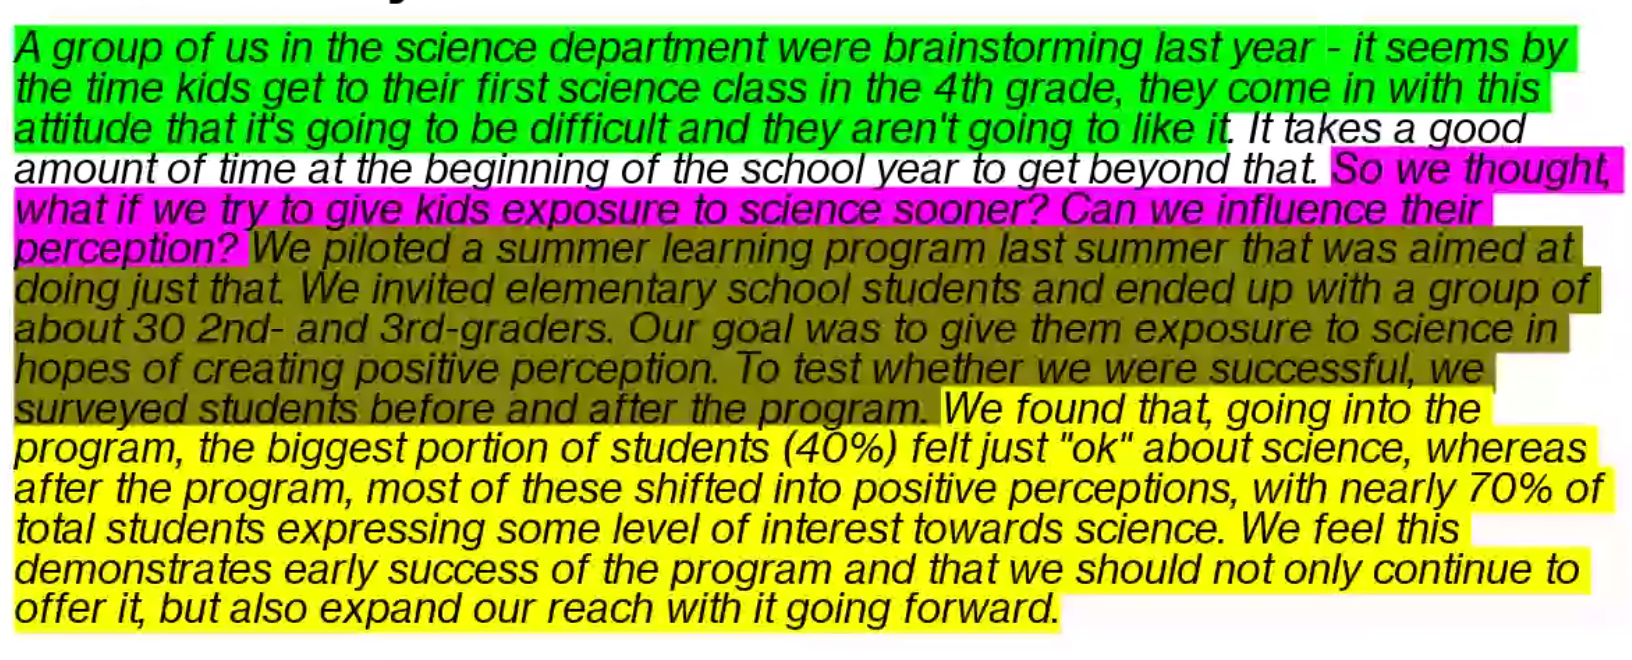 A group of us in the science department were brainstorming last year - it seems by
the time kids get to their first science class in the 4th grade, they come in with this
attitude that it's going to be difficult and they aren't going to like it. It takes a good
amount of time at the beginning of the school year to get beyond that. So we thought,
what if we try to give kids exposure to science sooner? Can we influence their
perception? We piloted a summer learning program last summer that was aimed at
doing just that. We invited elementary school students and ended up with a group of
about 30 2nd- and 3rd-graders. Our goal was to give them exposure to science in
hopes of creating positive perception. To test whether we were successful, we
surveyed students before and after the program. We found that, going into the
program, the biggest portion of students (40%) felt just "ok" about science, whereas
after the program, most of these shifted into positive perceptions, with nearly 70% of
total students expressing some level of interest towards science. We feel this
demonstrates early success of the program and that we should not only continue to
offer it, but also expand our reach with it going forward.